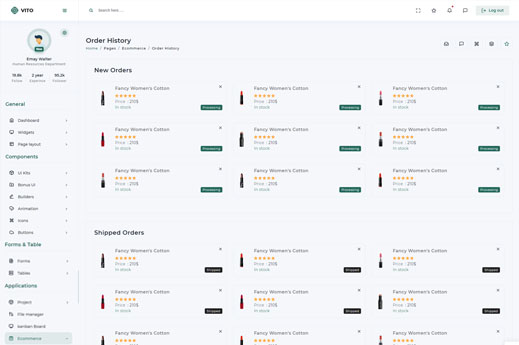 VITO
Search here ....
Log out
New
Emay Walter
Human Resources Department
19.8k
2 year
95.2k
Follow
Experince
Follower
General
Dashboard
Widgets
Page layout
Components
Ui Kits
Bonus Ui
Builders
Animation
Icons
Buttons
Forms & Table
Forms
Tables
Applications
Project
File manager
kanban Board
Ecommerce
Order History
Home / Pages / Ecommerce / Order History
New Orders
Fancy Women's Cotton
Price : 210$
In stock
Processing
Fancy Women's Cotton
Price : 210$
In stock
Processing
Fancy Women's Cotton
Price : 210$
In stock
Processing
Fancy Women's Cotton
Price : 210$
In stock
Processing
Fancy Women's Cotton
Price : 210$
In stock
Processing
Fancy Women's Cotton
Price : 210$
In stock
Processing
Fancy Women's Cotton
Price : 210$
In stock
Processing
Fancy Women's Cotton
Price : 210$
In stock
Processing
Fancy Women's Cotton
Price : 210$
In stock
Processing
Shipped Orders
Fancy Women's Cotton
Price : 210$
In stock
Shipped
Fancy Women's Cotton
Price : 210$
In stock
Shipped
Fancy Women's Cotton
Price : 210$
In stock
Shipped
Fancy Women's Cotton
Price : 210$
In stock
Shipped
Fancy Women's Cotton
Price : 210$
In stock
Shipped
Fancy Women's Cotton
Price : 210$
In stock
Shipped
Fancy Women's Cotton
Fancy Women's Cotton
Fancy Women's Cotton